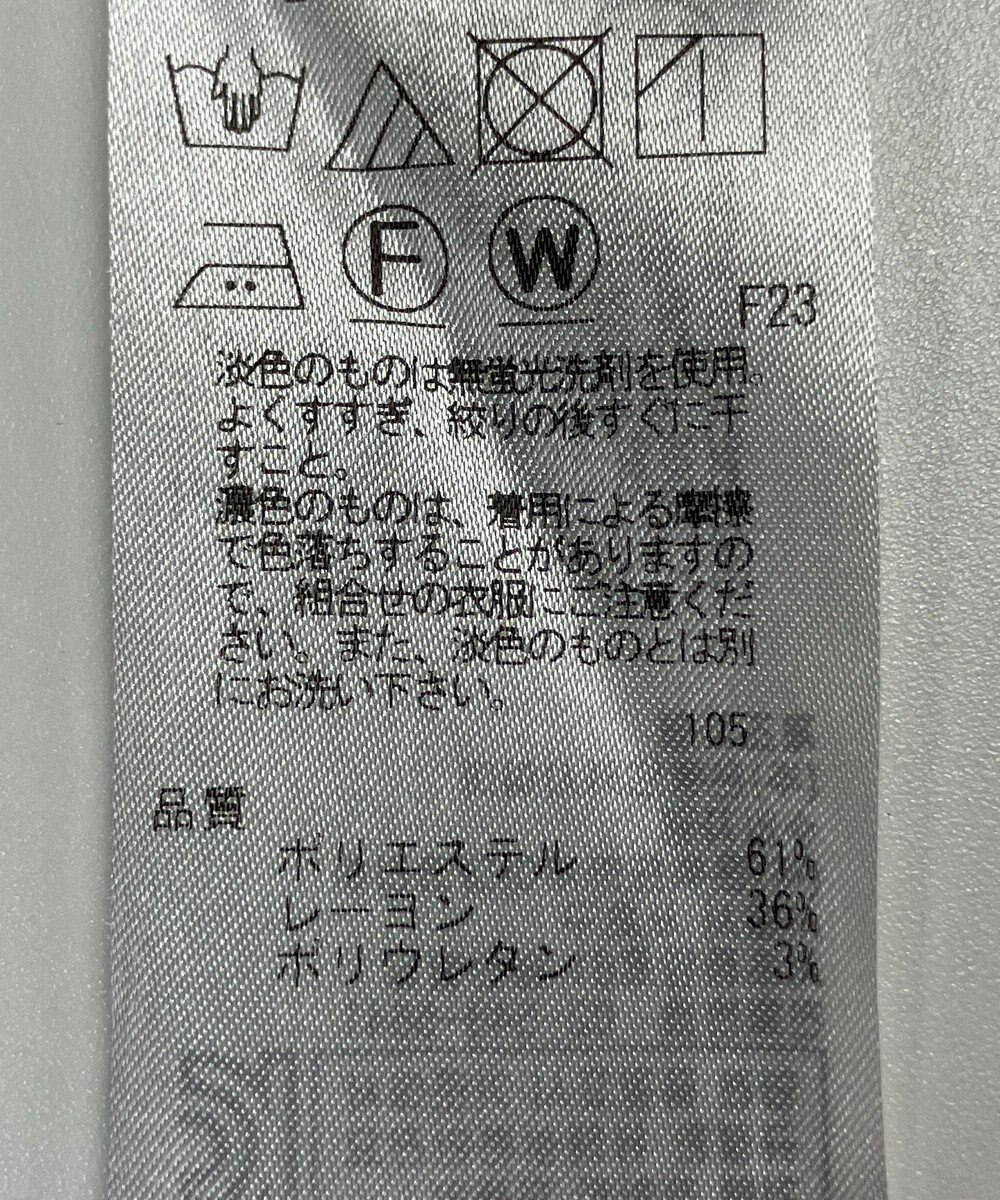 F
W
F23
淡色のものは無蛍光洗剤を使用。
よくすすぎ、絞りの後すぐに干
すこと。
濃色のものは、着用による摩擦
で色落ちすることがありますの
で、組合せの衣服にご注意くだ
さい。また、淡色のものとは別
にお洗い下さい。
105
品質
ポリエステル 61%
レーヨン 36%
ポリウレタン 3%